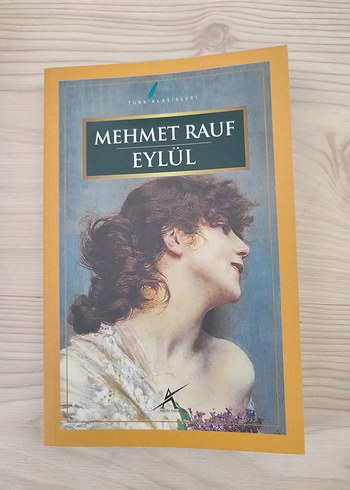 TÜRK KLASİKLERİ
MEHMET RAUF
EYLÜL